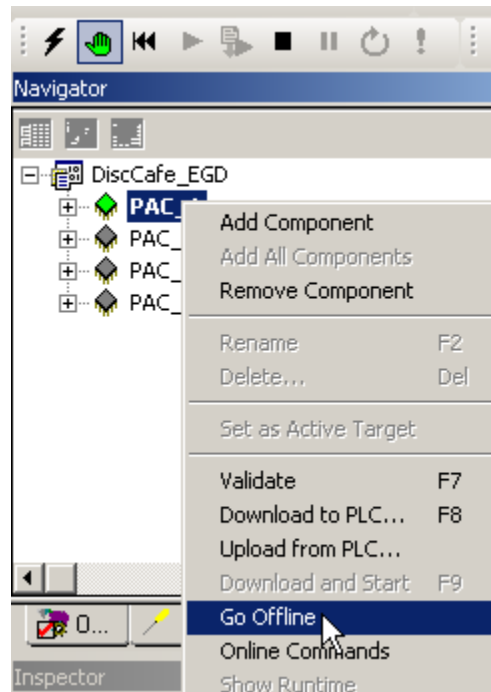 Navigator
DiscCafe_EGD
PAC_
Add Component
PAC_
Add All Components
PAC_
Remove Component
PAC_
Rename F2
Delete... Del
Set as Active Target
Validate F7
Download to PLC... F8
Upload from PLC...
Download and Start F9
O... Go Offline
Online Commands
Inspector
Show Runtime